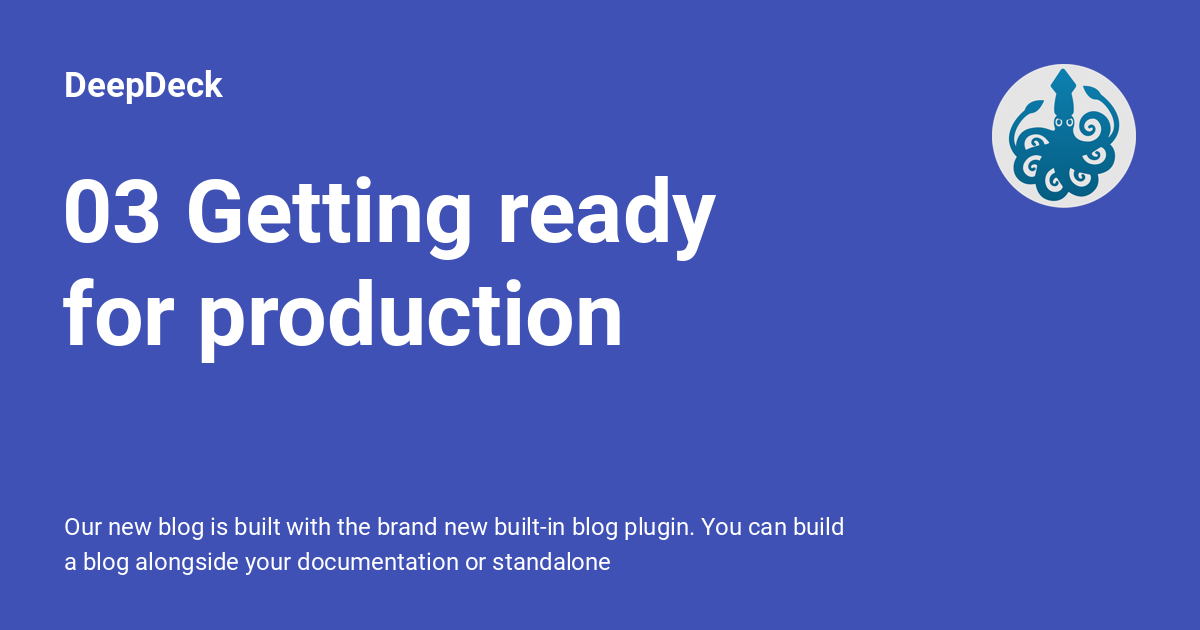 DeepDeck
03 Getting ready
for production
Our new blog is built with the brand new built-in blog plugin. You can build
a blog alongside your documentation or standalone